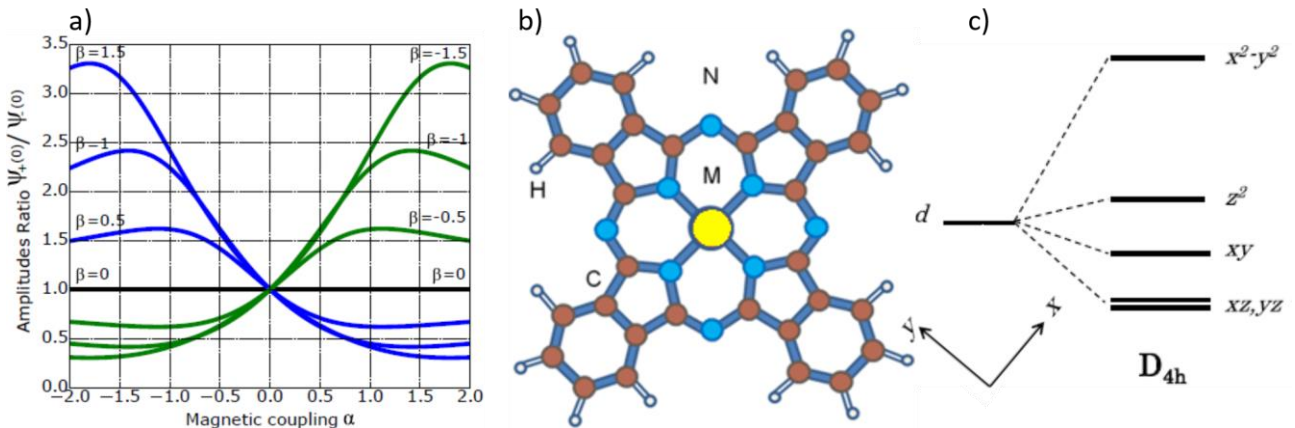 a)
Amplitudes Ratio Ψ+(0)/Ψ-(0)
3.5
3.0
2.5
2.0
1.5
1.0
0.5
0.0
β=1.5
β=1
β=0.5
β=0
β=-1.5
β=-1
β=-0.5
β=0
−2.0 −1.5 −1.0 −0.5 0.0 0.5 1.0 1.5 2.0
Magnetic coupling α
b)
N
M
H
C
c)
x²-y²
z²
d
xy
xz,yz
x
y
D4h